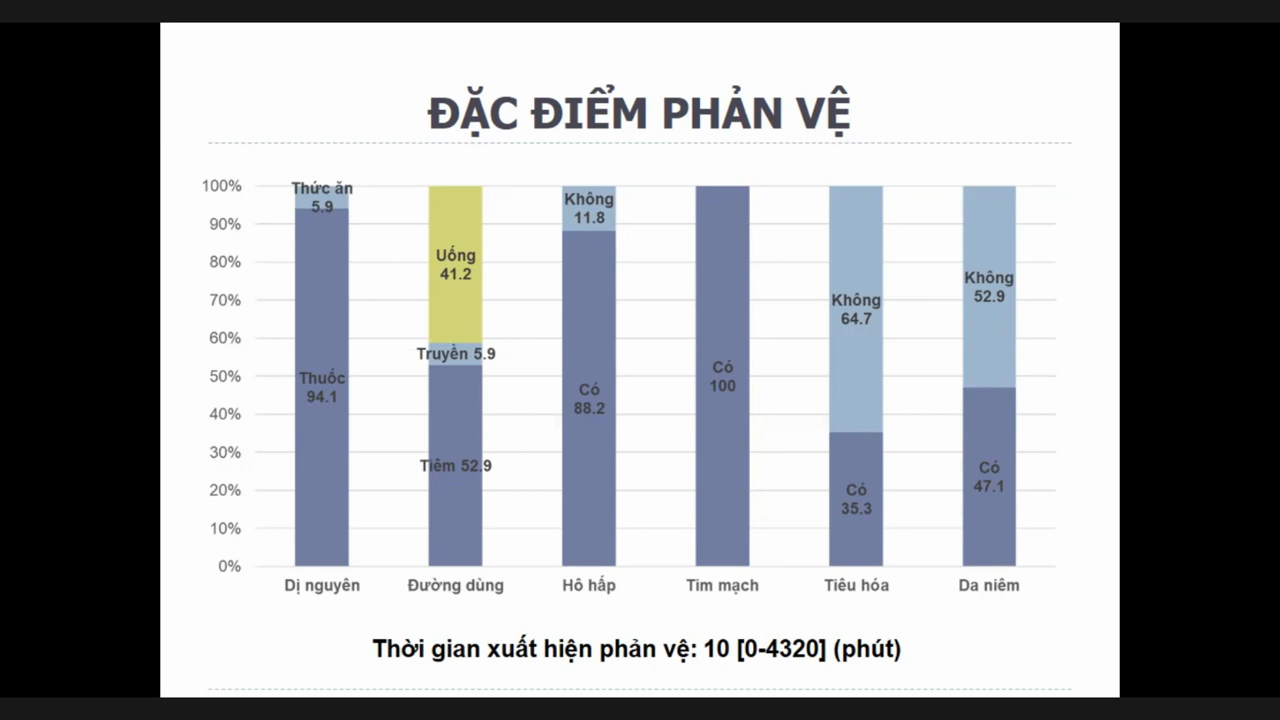 ĐẶC ĐIỂM PHẢN VỆ
100%
90%
80%
70%
60%
50%
40%
30%
20%
10%
0%
Thức ăn
5.9
Thuốc
94.1
Uống
41.2
Truyền 5.9
Tiêm 52.9
Không
11.8
Có
88.2
Có
100
Không
64.7
Có
35.3
Không
52.9
Có
47.1
Dị nguyên
Đường dùng
Hô hấp
Tim mạch
Tiêu hóa
Da niêm
Thời gian xuất hiện phản vệ: 10 [0-4320] (phút)